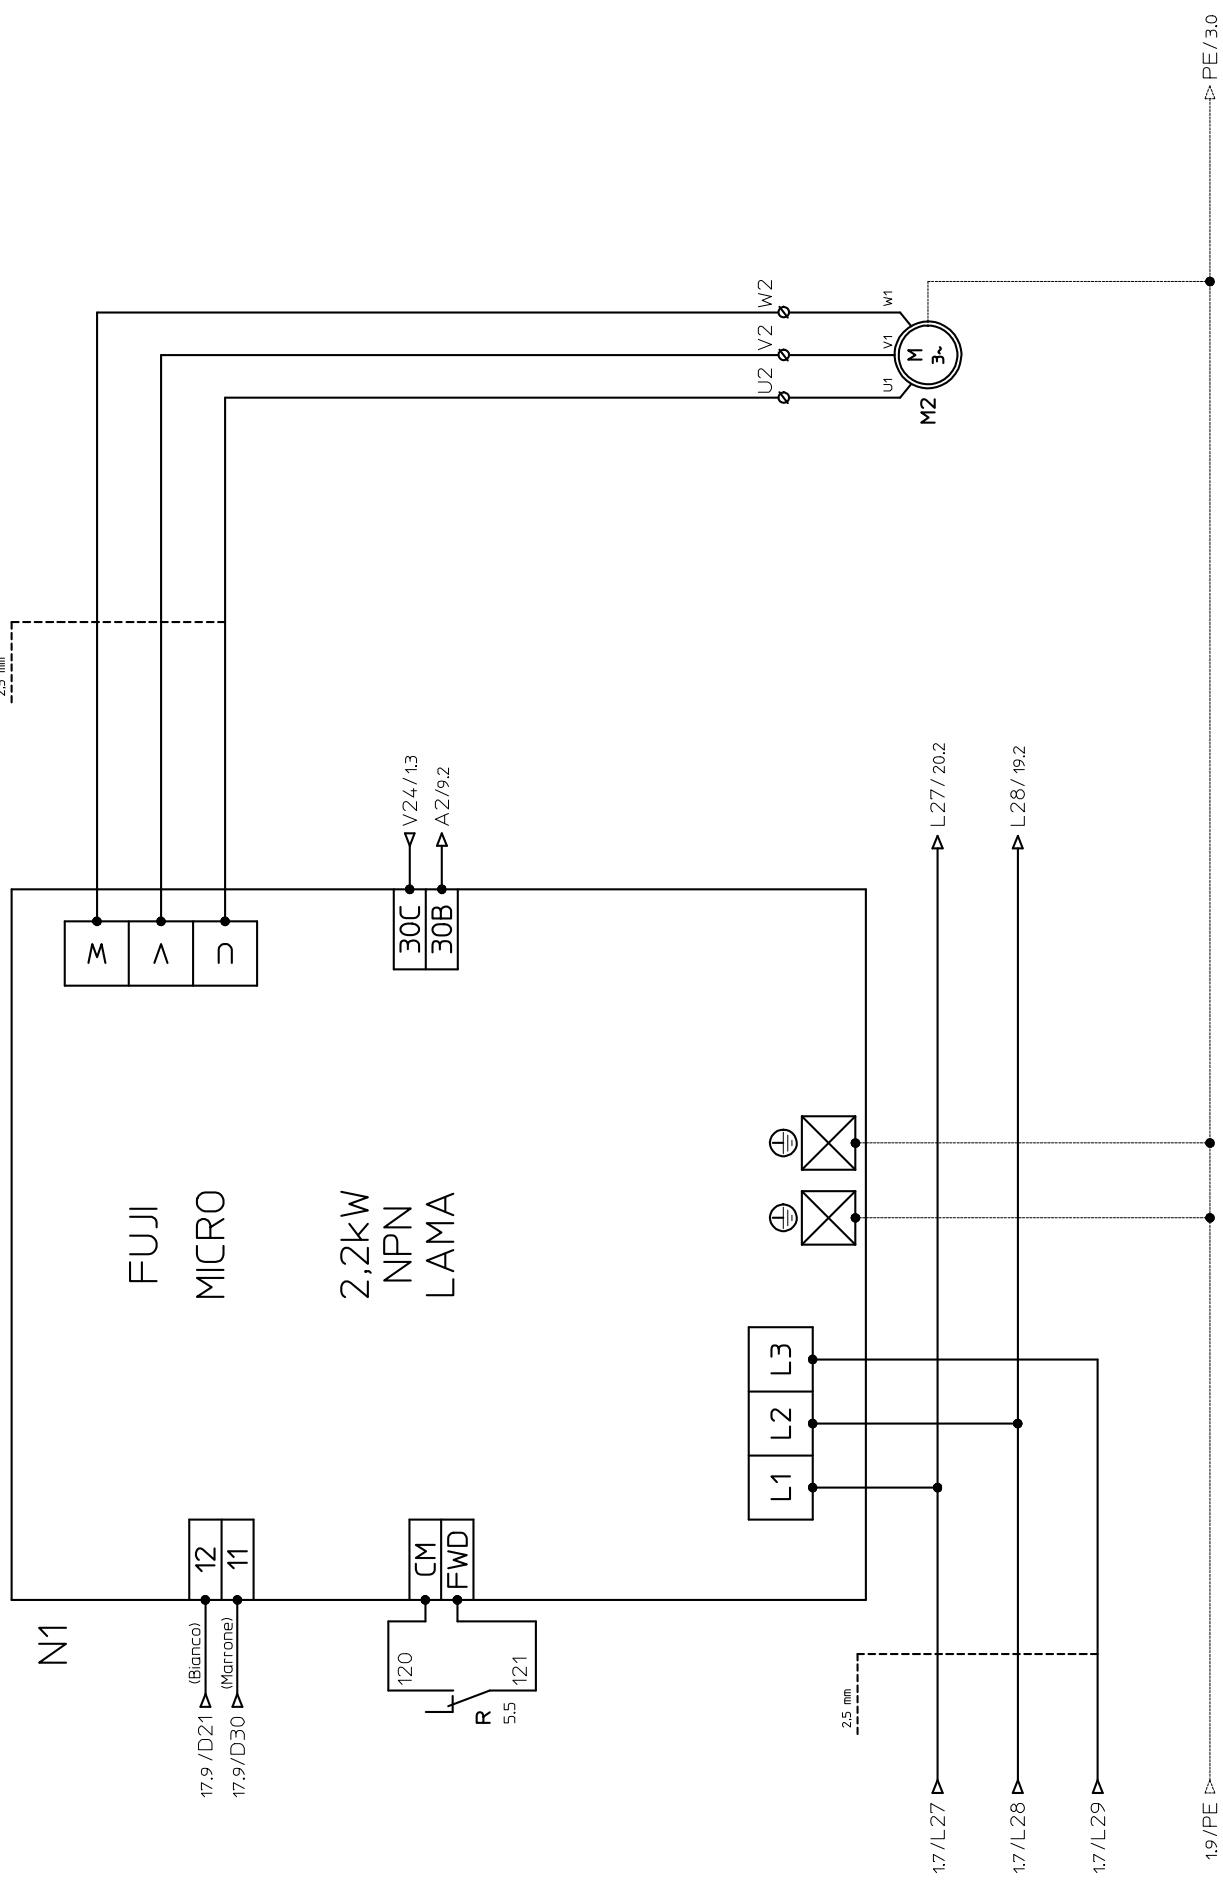 N1
17.9 /D21
(Bianco)
17.9/D30
(Marrone)
12
11
120
121
R
5.5
CM
FWD
FUJI
MICRO
2,2kW
NPN
LAMA
W
V
U
2.5 mm
30C
30B
V24/1.3
A2/9.2
L1
L2
L3
W2
V2
U2
W1
V1
U1
M
3~
M2
2.5 mm
1.7/L27
1.7/L28
1.7/L29
1.9/PE
L27/20.2
L28/19.2
PE/3.0